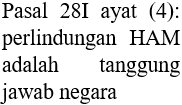 Pasal 28I ayat (4):
perlindungan HAM
adalah tanggung
jawab negara